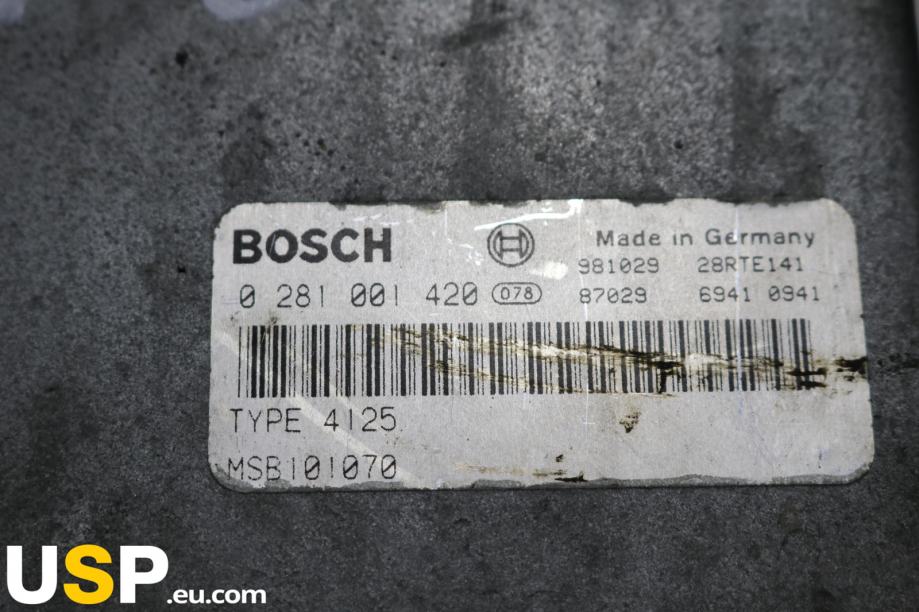 BOSCH
Made in Germany
981029 28RTE141
0 281 001 420 078 87029 6941 0941
TYPE 4125
MSB101070
USP.eu.com